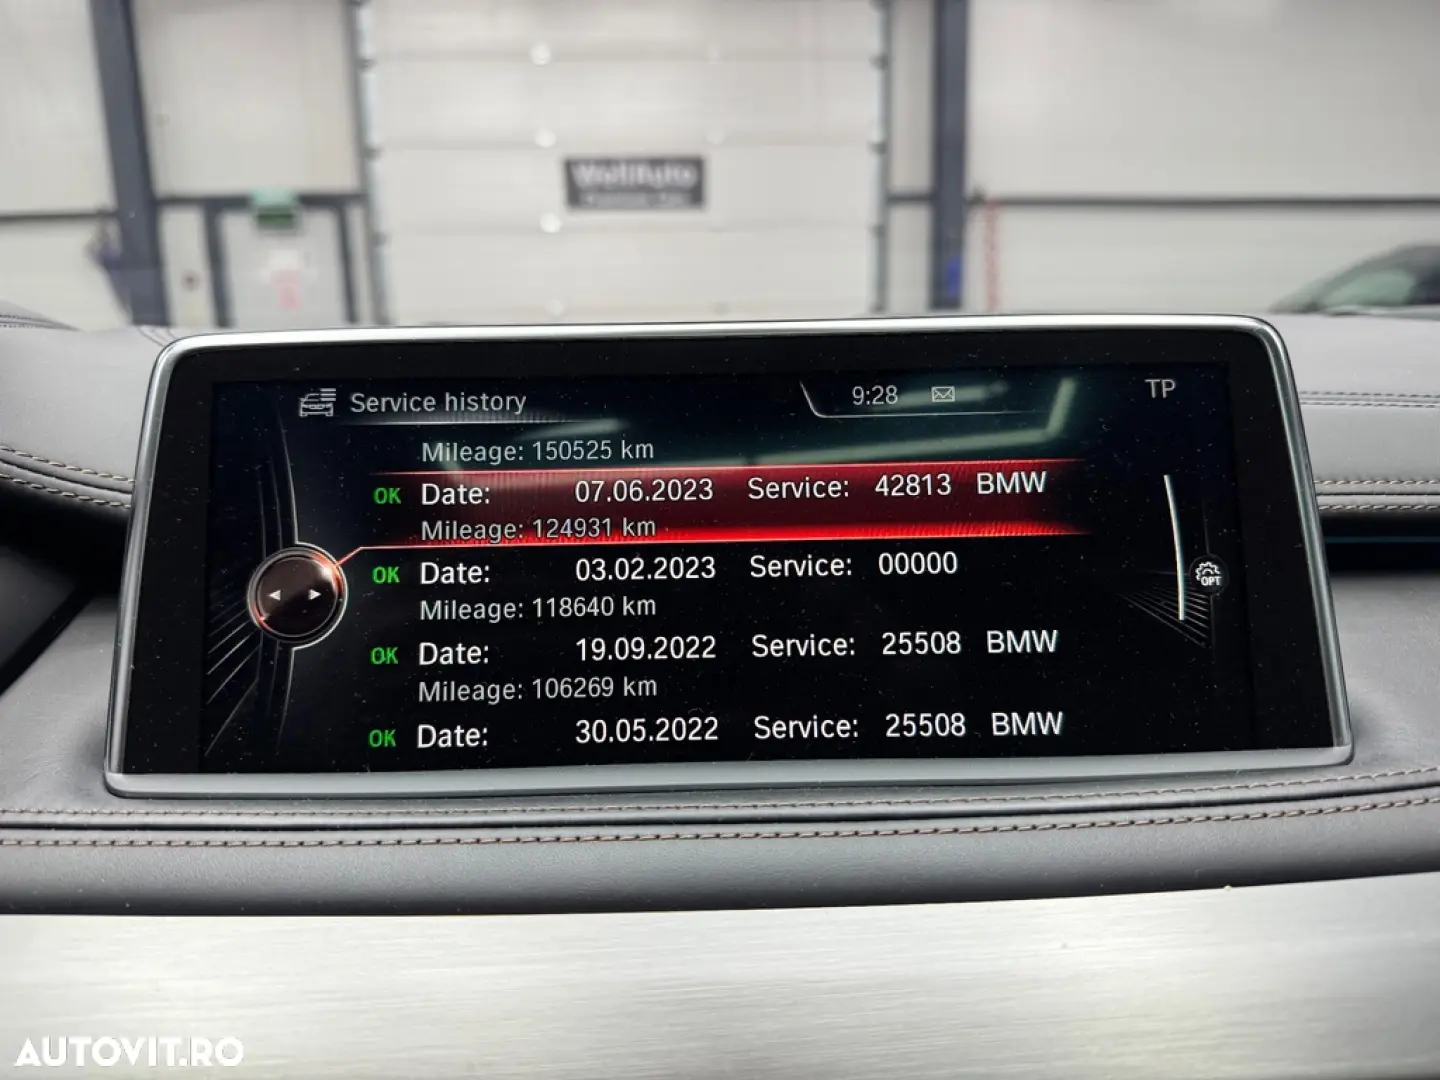 WollAuto
Service history
9:28
TP
Mileage: 150525 km
OK Date: 07.06.2023 Service: 42813 BMW
Mileage: 124931 km
OK Date: 03.02.2023 Service: 00000
Mileage: 118640 km
OPT
OK Date: 19.09.2022 Service: 25508 BMW
Mileage: 106269 km
OK Date: 30.05.2022 Service: 25508 BMW
AUTOVIT.RO